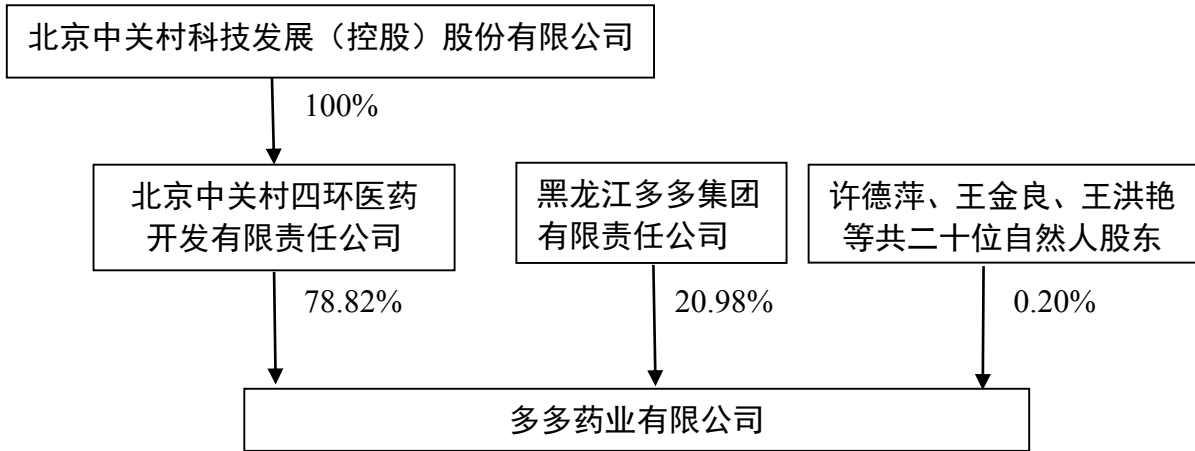 北京中关村科技发展（控股）股份有限公司
100%
北京中关村四环医药
开发有限责任公司
黑龙江多多集团
有限责任公司
许德萍、王金良、王洪艳
等共二十位自然人股东
78.82%
20.98%
0.20%
多多药业有限公司